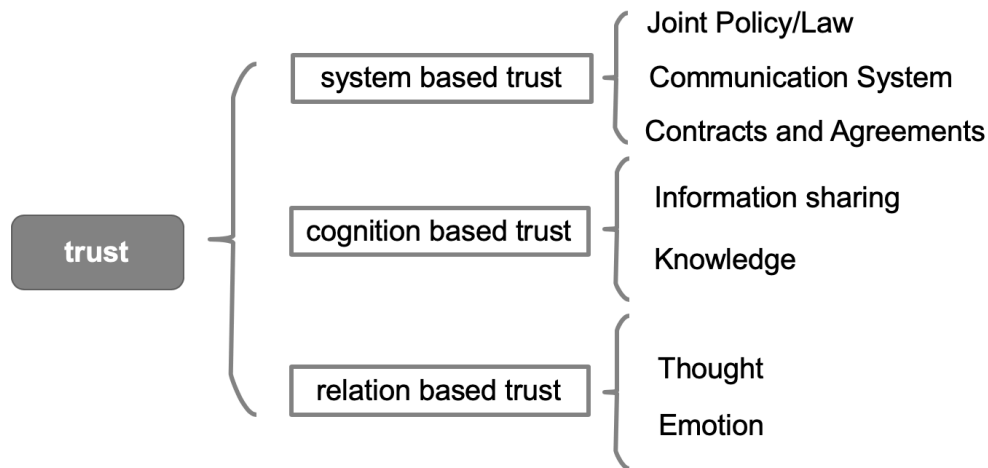 trust
system based trust
Joint Policy/Law
Communication System
Contracts and Agreements
cognition based trust
Information sharing
Knowledge
relation based trust
Thought
Emotion